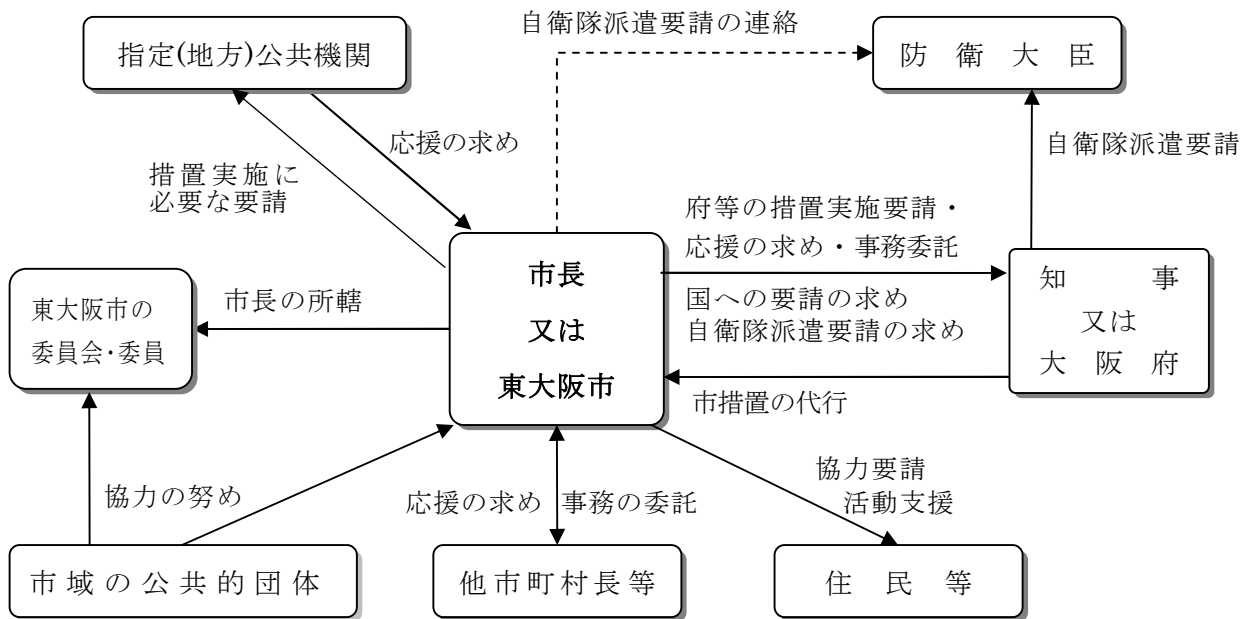 自衛隊派遣要請の連絡
指定(地方)公共機関
防衛大臣
応援の求め
自衛隊派遣要請
措置実施に
必要な要請
府等の措置実施要請・
応援の求め・事務委託
市長
又は
東大阪市
知事
又は
大阪府
国への要請の求め
自衛隊派遣要請の求め
市長の所轄
東大阪市の
委員会・委員
市措置の代行
協力の努め
応援の求め 事務の委託
協力要請
活動支援
市域の公共的団体
他市町村長等
住民等